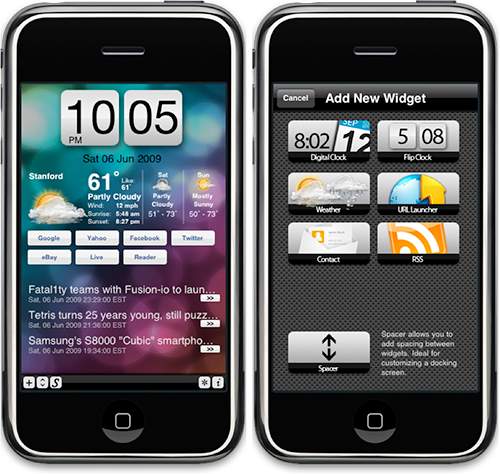 10 05
PM
Sat 06 Jun 2009
Stanford
61°
Like:
61°
Partly Cloudy
Wind: 12 mph
Sunrise: 5:48 am
Sunset: 8:27 pm
Sat
Partly
Cloudy
51° - 73°
Sun
Mostly
Sunny
50° - 73°
Google Yahoo Facebook Twitter
eBay Live Reader
Fatal1ty teams with Fusion-io to laun...
Sat, 06 Jun 2009 23:29:00 EST >>
Tetris turns 25 years young, still puzz...
Sat, 06 Jun 2009 21:36:00 EST >>
Samsung's S8000 "Cubic" smartpho...
Sat, 06 Jun 2009 19:34:00 EST >>
Cancel Add New Widget
8:02 SEP 12
Digital Clock
5 08
Flip Clock
Weather
URL Launcher
Contact
RSS
Spacer
Spacer allows you to
add spacing between
widgets. Ideal for
customizing a docking
screen.